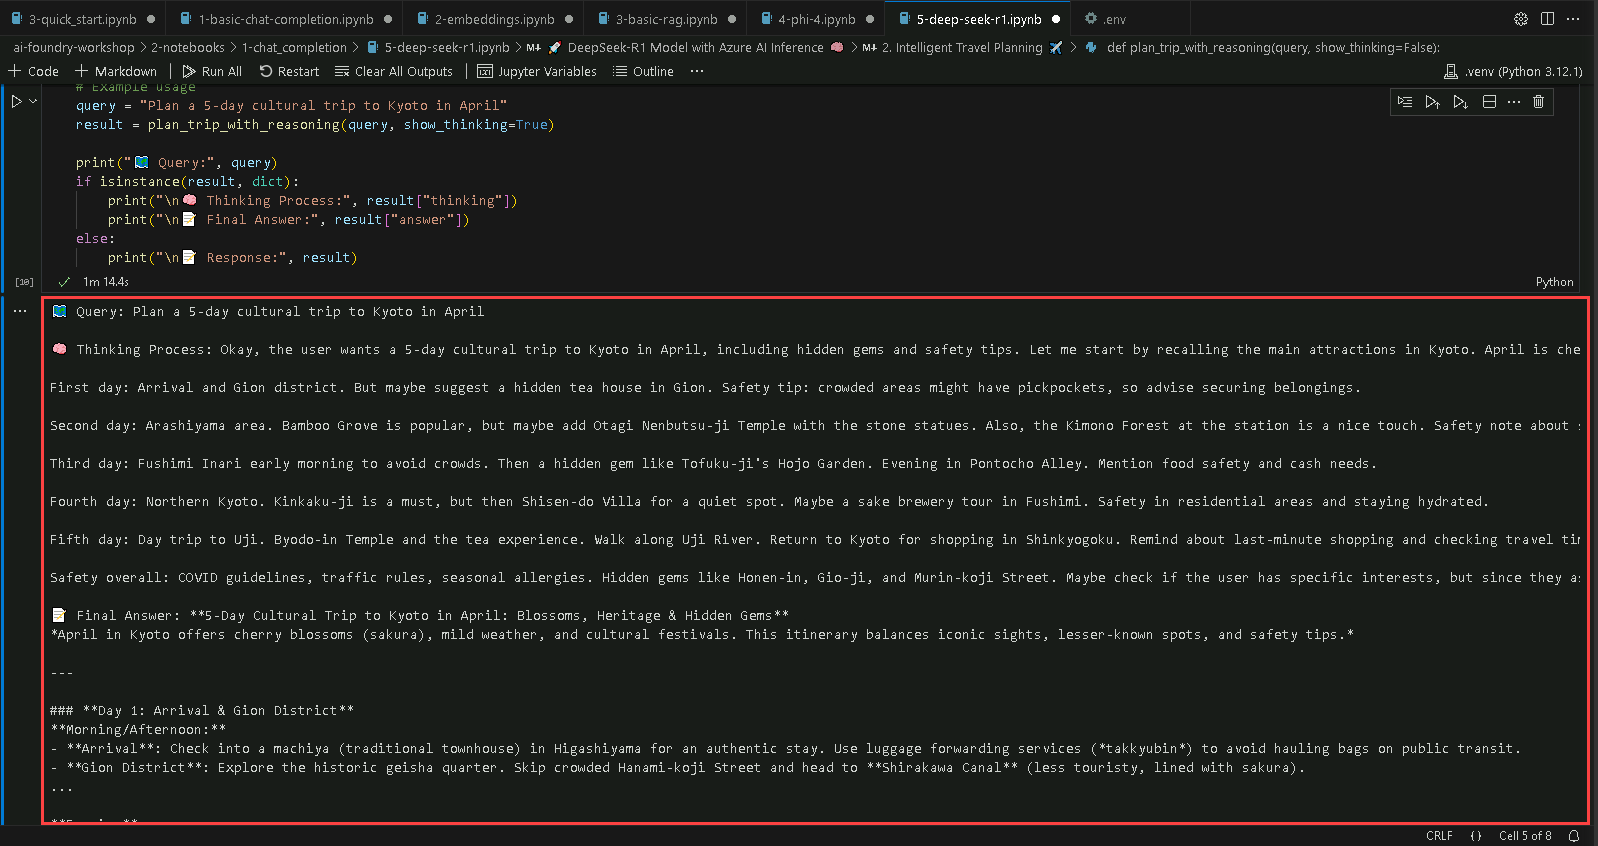 3-quick_start.ipynb
1-basic-chat-completion.ipynb
2-embeddings.ipynb
3-basic-rag.ipynb
4-phi-4.ipynb
5-deep-seek-r1.ipynb
.env
ai-foundry-workshop > 2-notebooks > 1-chat_completion > 5-deep-seek-r1.ipynb > M↓ 🚀 DeepSeek-R1 Model with Azure AI Inference 🧠 > M↓ 2. Intelligent Travel Planning ✈️ > def plan_trip_with_reasoning(query, show_thinking=False):
+ Code + Markdown | Run All Restart Clear All Outputs | Jupyter Variables Outline ...
.venv (Python 3.12.1)
# Example usage
query = "Plan a 5-day cultural trip to Kyoto in April"
result = plan_trip_with_reasoning(query, show_thinking=True)
print("🗺️ Query:", query)
if isinstance(result, dict):
print("\n🧠 Thinking Process:", result["thinking"])
print("\n📝 Final Answer:", result["answer"])
else:
print("\n📝 Response:", result)
[10]
1m 14.4s
Python
🗺️ Query: Plan a 5-day cultural trip to Kyoto in April
🧠 Thinking Process: Okay, the user wants a 5-day cultural trip to Kyoto in April, including hidden gems and safety tips. Let me start by recalling the main attractions in Kyoto. April is che
First day: Arrival and Gion district. But maybe suggest a hidden tea house in Gion. Safety tip: crowded areas might have pickpockets, so advise securing belongings.
Second day: Arashiyama area. Bamboo Grove is popular, but maybe add Otagi Nenbutsu-ji Temple with the stone statues. Also, the Kimono Forest at the station is a nice touch. Safety note about
Third day: Fushimi Inari early morning to avoid crowds. Then a hidden gem like Tofuku-ji's Hojo Garden. Evening in Pontocho Alley. Mention food safety and cash needs.
Fourth day: Northern Kyoto. Kinkaku-ji is a must, but then Shisen-do Villa for a quiet spot. Maybe a sake brewery tour in Fushimi. Safety in residential areas and staying hydrated.
Fifth day: Day trip to Uji. Byodo-in Temple and the tea experience. Walk along Uji River. Return to Kyoto for shopping in Shinkyogoku. Remind about last-minute shopping and checking travel tim
Safety overall: COVID guidelines, traffic rules, seasonal allergies. Hidden gems like Honen-in, Gio-ji, and Murin-koji Street. Maybe check if the user has specific interests, but since they as
📝 Final Answer: **5-Day Cultural Trip to Kyoto in April: Blossoms, Heritage & Hidden Gems**
*April in Kyoto offers cherry blossoms (sakura), mild weather, and cultural festivals. This itinerary balances iconic sights, lesser-known spots, and safety tips.*
---
### **Day 1: Arrival & Gion District**
**Morning/Afternoon:**
- **Arrival**: Check into a machiya (traditional townhouse) in Higashiyama for an authentic stay. Use luggage forwarding services (*takkyubin*) to avoid hauling bags on public transit.
- **Gion District**: Explore the historic geisha quarter. Skip crowded Hanami-koji Street and head to **Shirakawa Canal** (less touristy, lined with sakura).
...
CRLF {} Cell 5 of 8